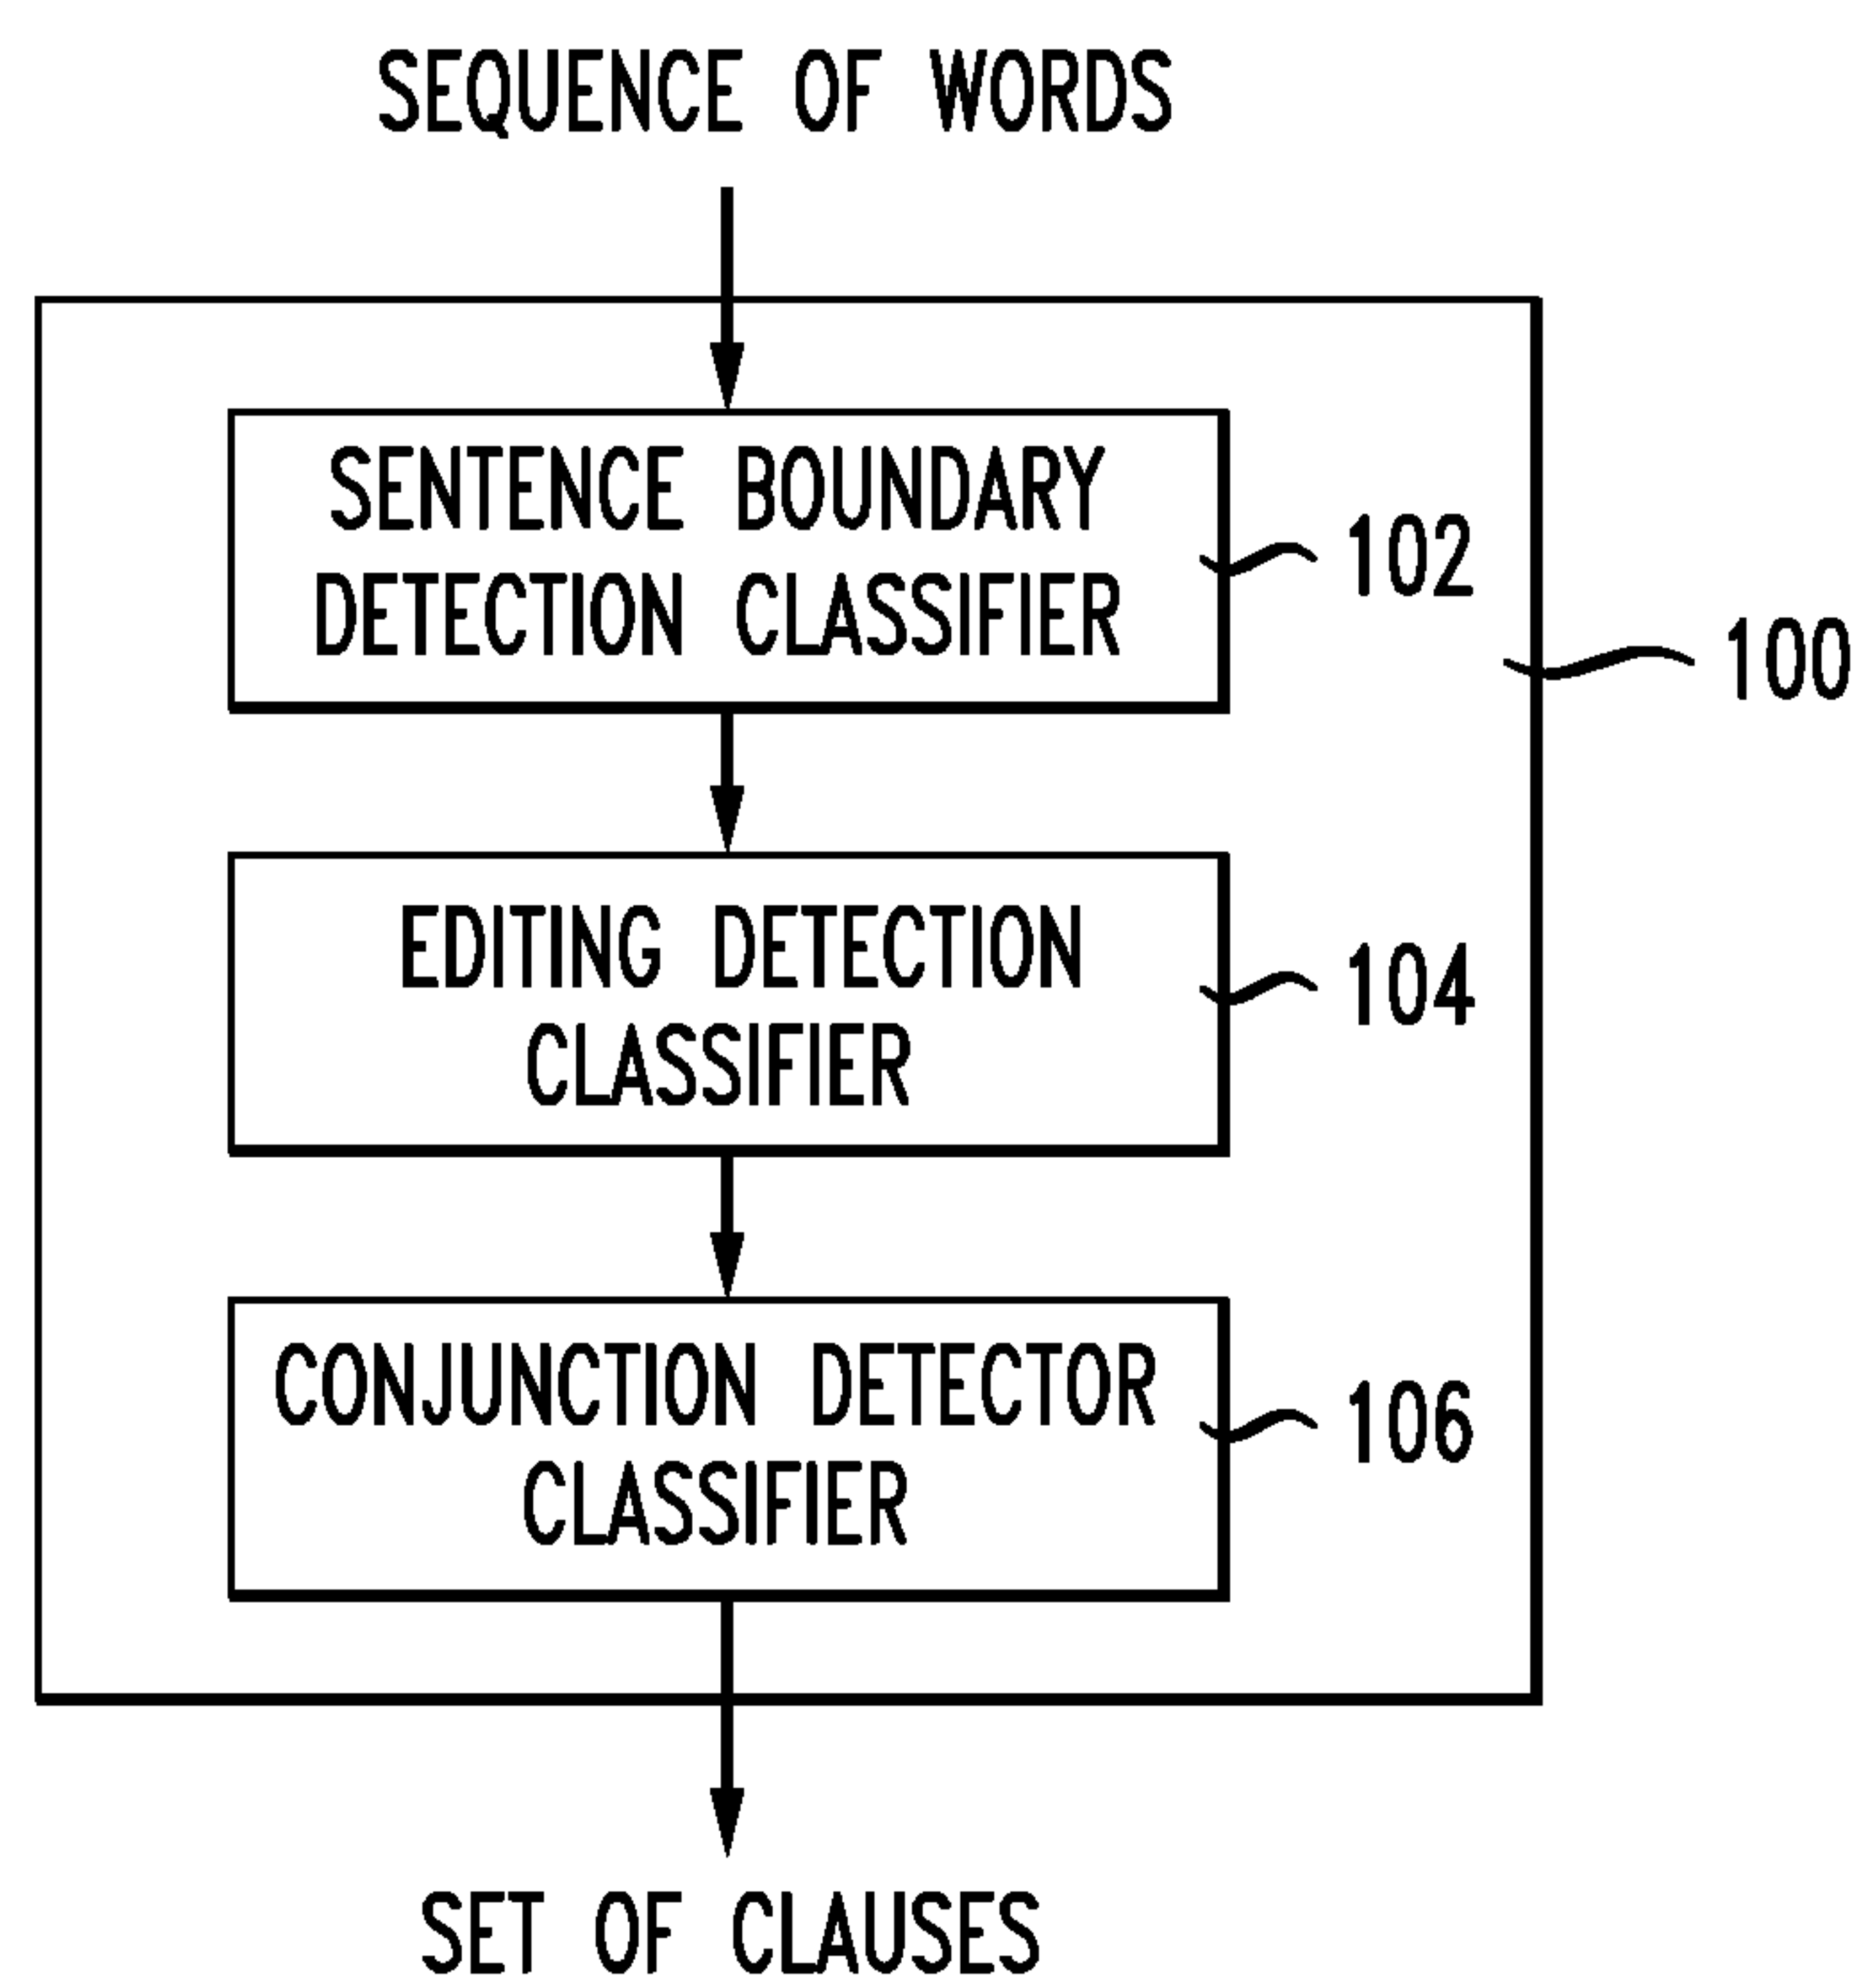 SEQUENCE OF WORDS
SENTENCE BOUNDARY
DETECTION CLASSIFIER
102
100
EDITING DETECTION
CLASSIFIER
104
CONJUNCTION DETECTOR
CLASSIFIER
106
SET OF CLAUSES